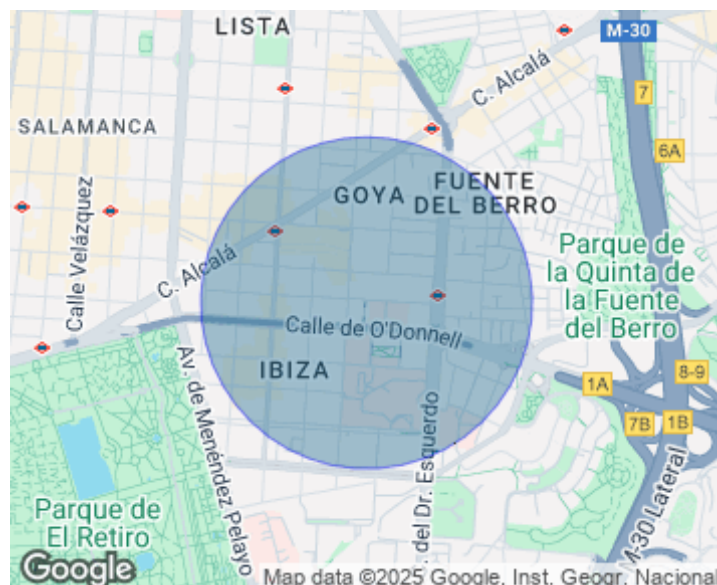 LISTA
M-30
C. Alcalá
7
SALAMANCA
6A
GOYA
FUENTE
DEL BERRO
Calle Velázquez
C. Alcalá
Parque de
la Quinta de
la Fuente
del Berro
Calle de O'Donnell
IBIZA
Av. de Menéndez Pelayo
8-9
1A
7B
1B
. del Dr. Esquerdo
M-30 Lateral
Parque de
El Retiro
Google
Map data ©2025 Google, Inst. Geogr. Nacional